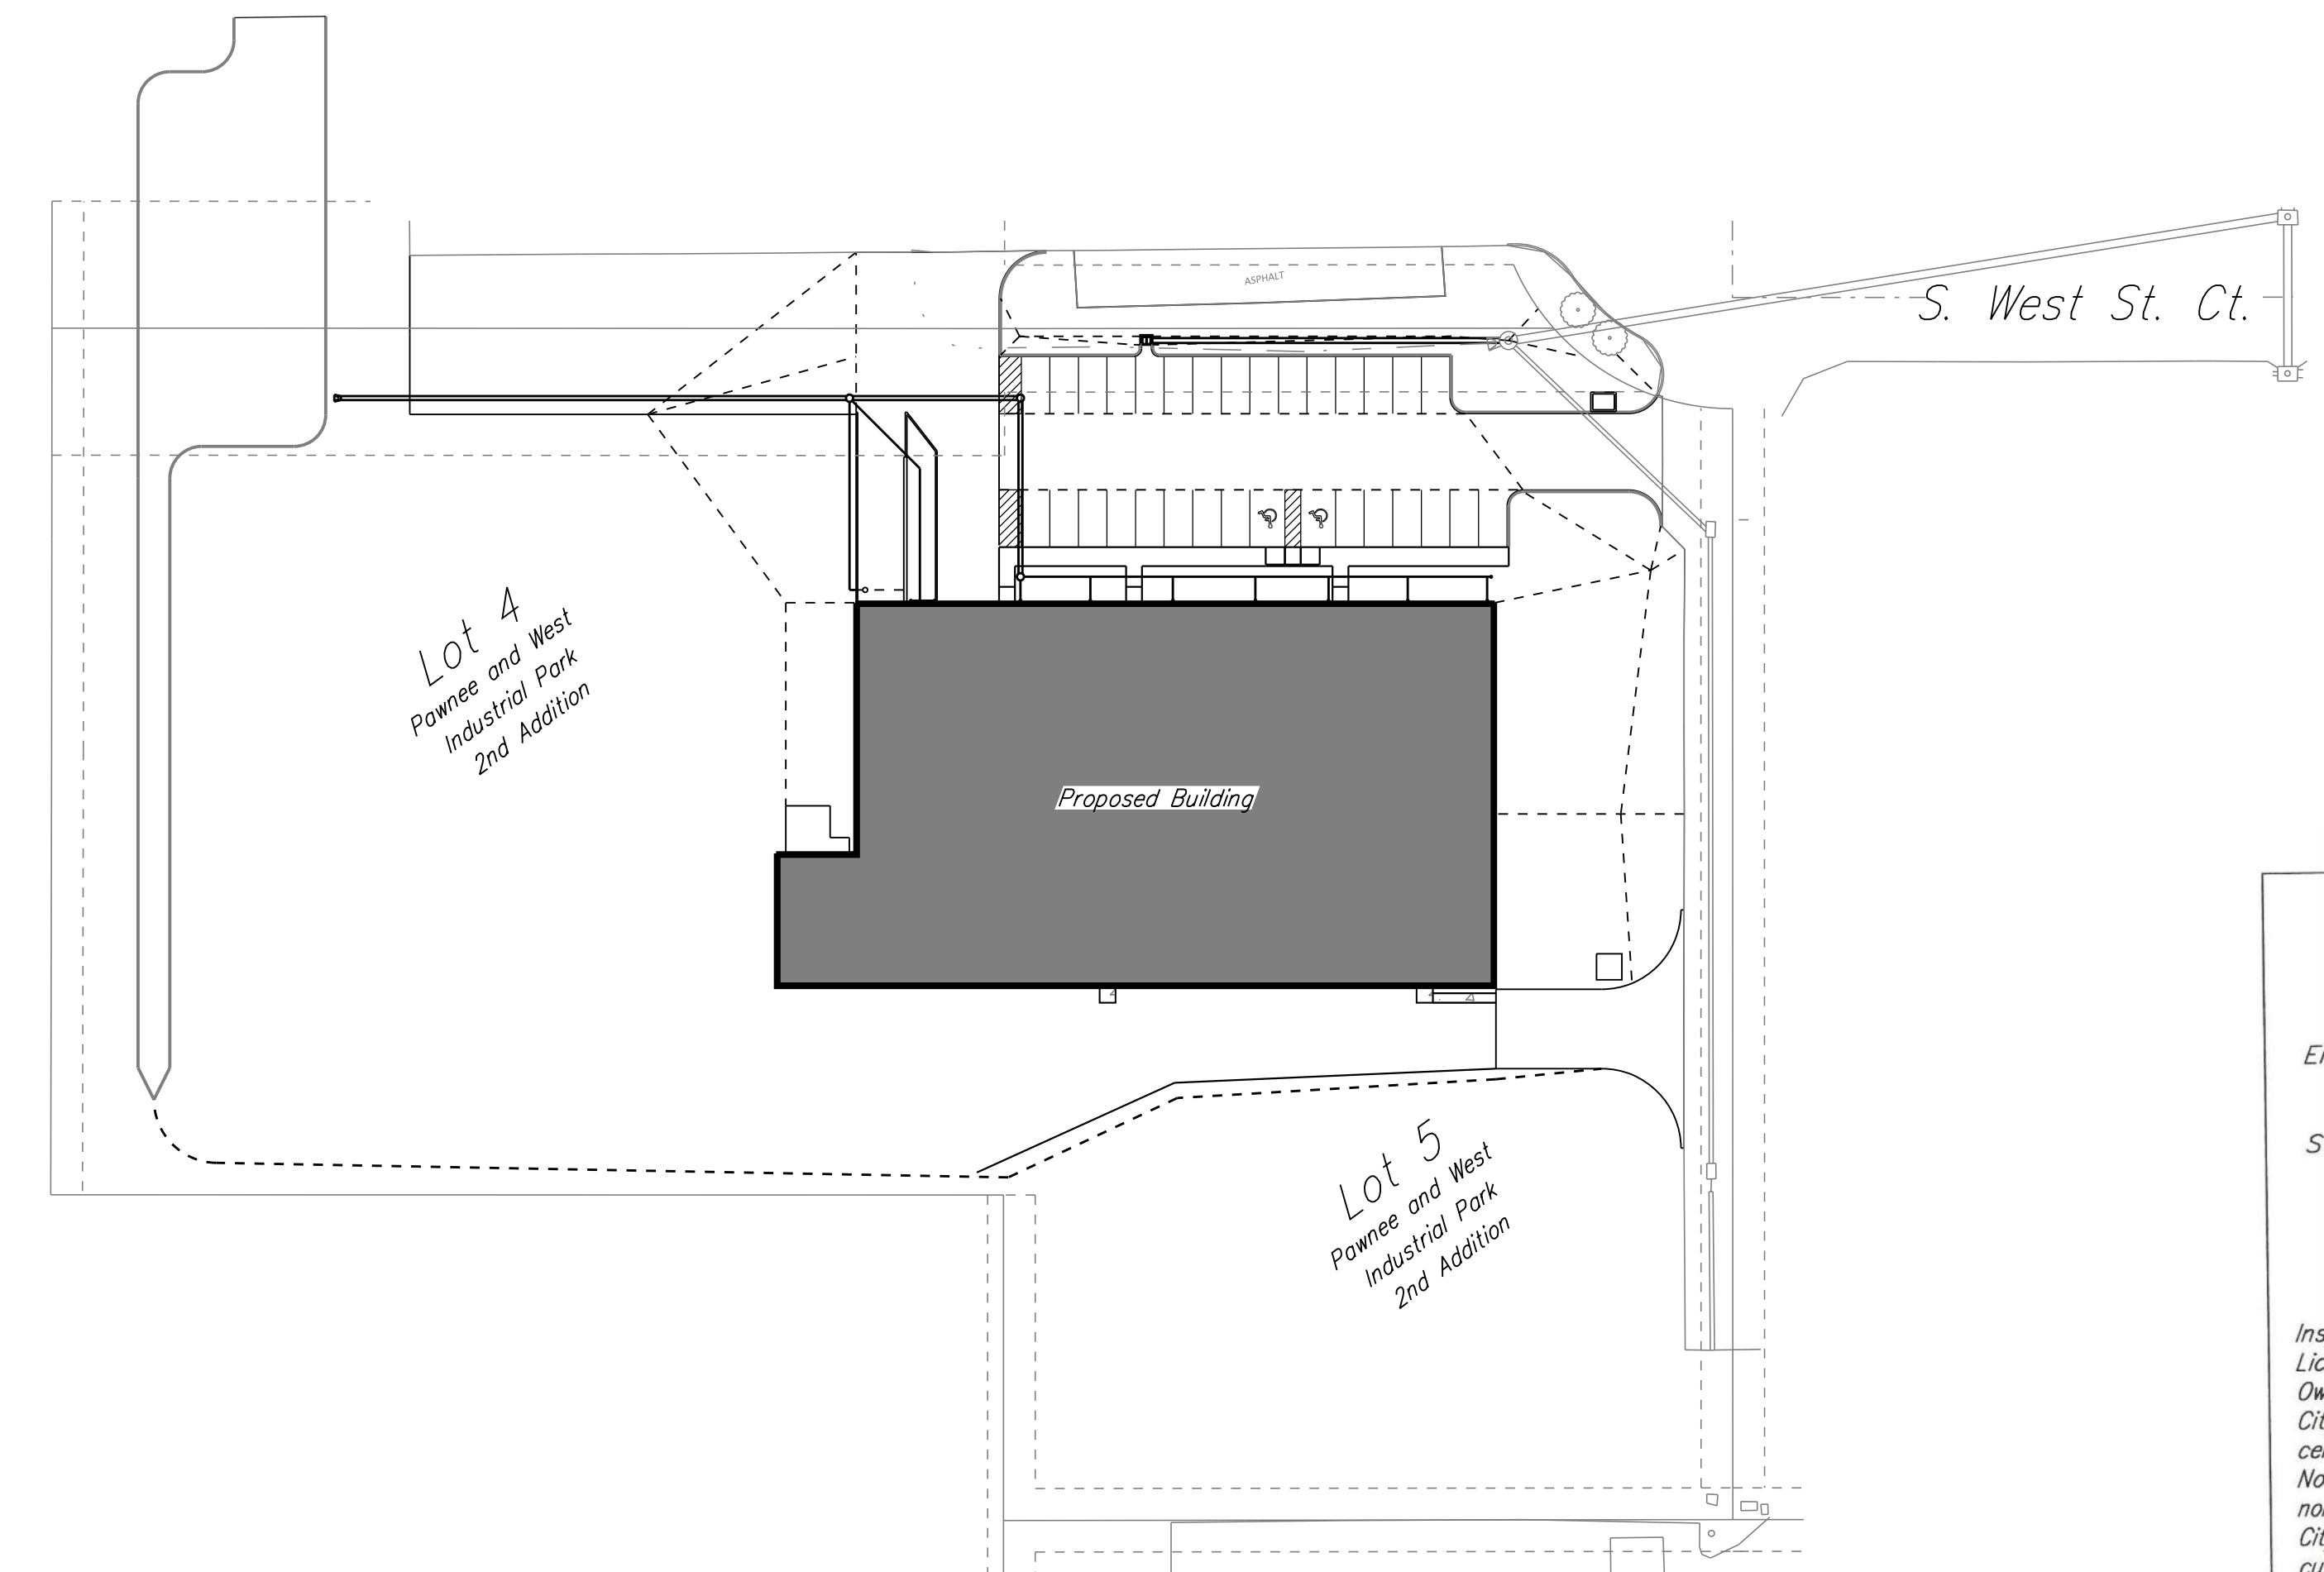 ASPHALT
S. West St. Ct.
Lot 4
Pawnee and West
Industrial Park
2nd Addition
Proposed Building
Lot 5
Pawnee and West
Industrial Park
2nd Addition